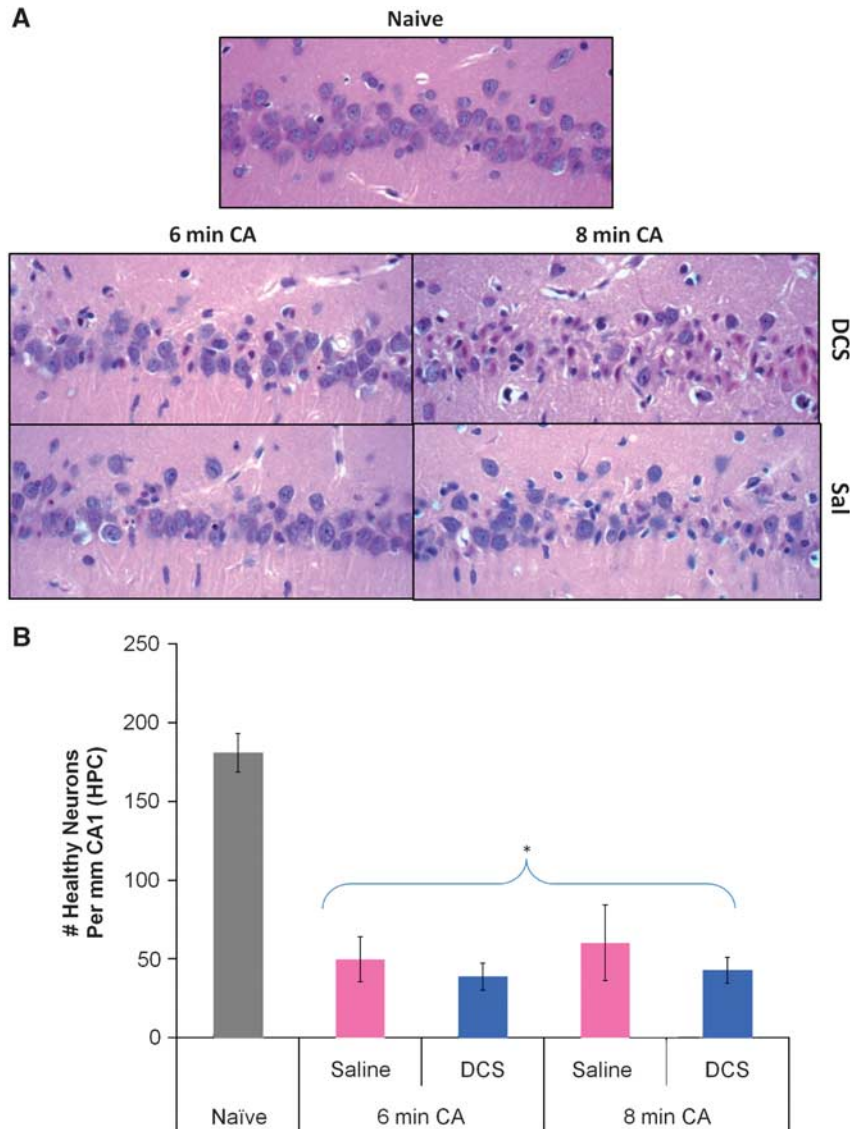 A
Naive
6 min CA
8 min CA
DCS
Sal
B
# Healthy Neurons
Per mm CA1 (HPC)
250
200
150
100
50
0
*
Saline
DCS
Saline
DCS
Naïve
6 min CA
8 min CA